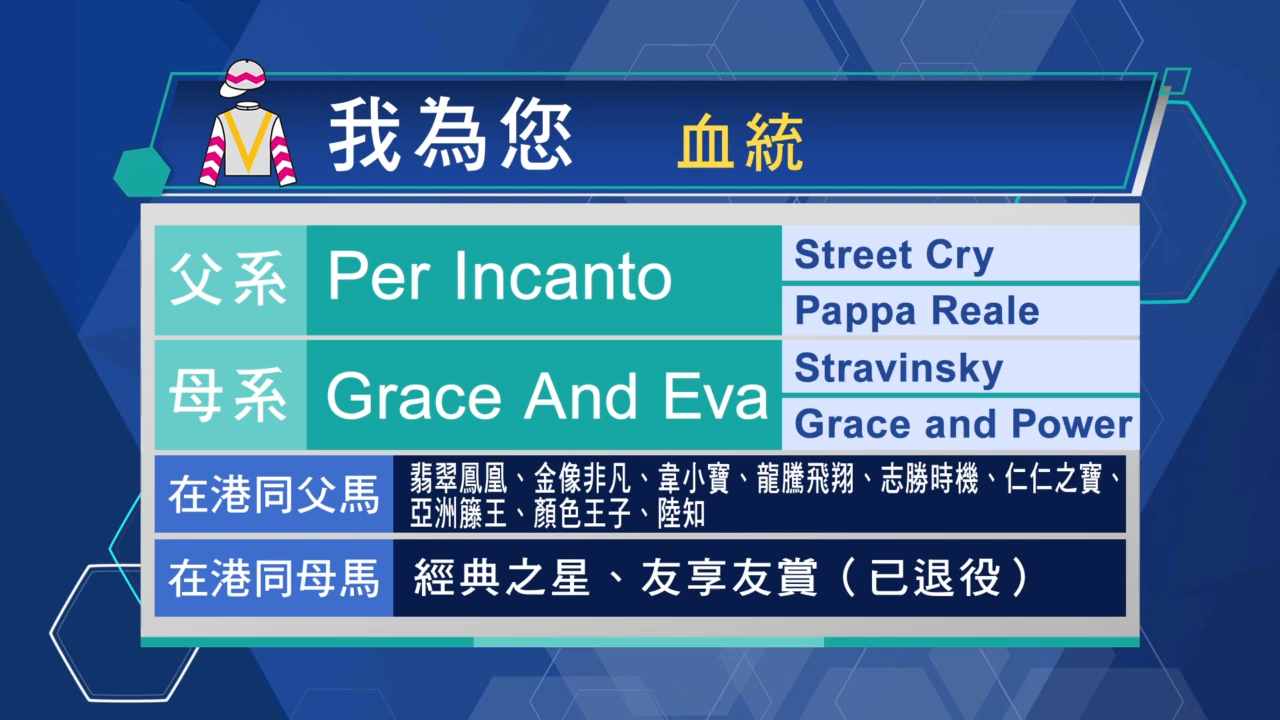 我為您 血統
父系 Per Incanto
Street Cry
Pappa Reale
母系 Grace And Eva
Stravinsky
Grace and Power
在港同父馬
翡翠鳳凰、金像非凡、韋小寶、龍騰飛翔、志勝時機、仁仁之寶、
亞洲籐王、顏色王子、陸知
在港同母馬 經典之星、友享友賞（已退役）